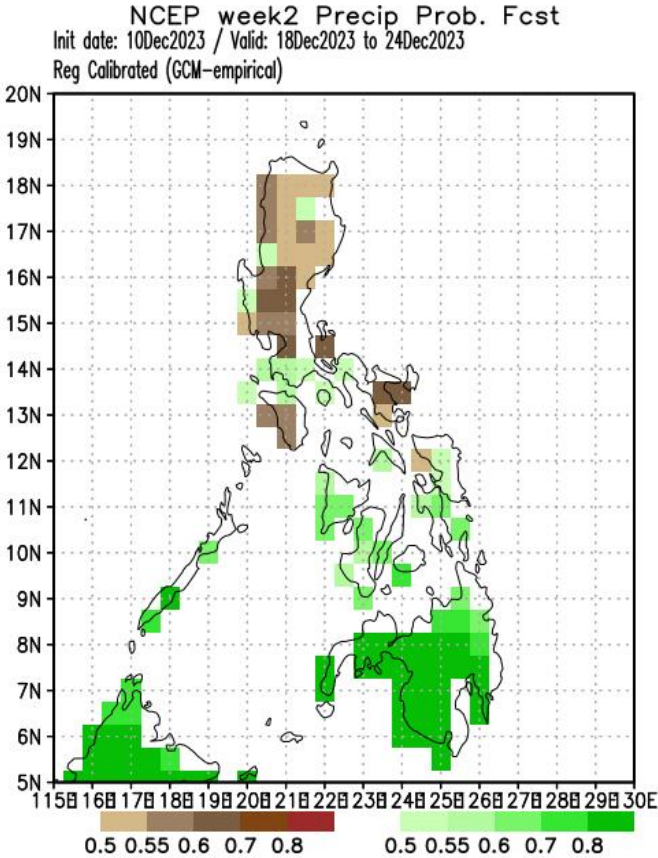 NCEP week2 Precip Prob. Fcst
Init date: 10Dec2023 / Valid: 18Dec2023 to 24Dec2023
Reg Calibrated (GCM-empirical)
20N
19N
18N
17N
16N
15N
14N
13N
12N
11N
10N
9N
8N
7N
6N
5N
115E 116E 117E 118E 119E 120E 121E 122E 123E 124E 125E 126E 127E 128E 129E 130E
0.5 0.55 0.6 0.7 0.8 0.5 0.55 0.6 0.7 0.8